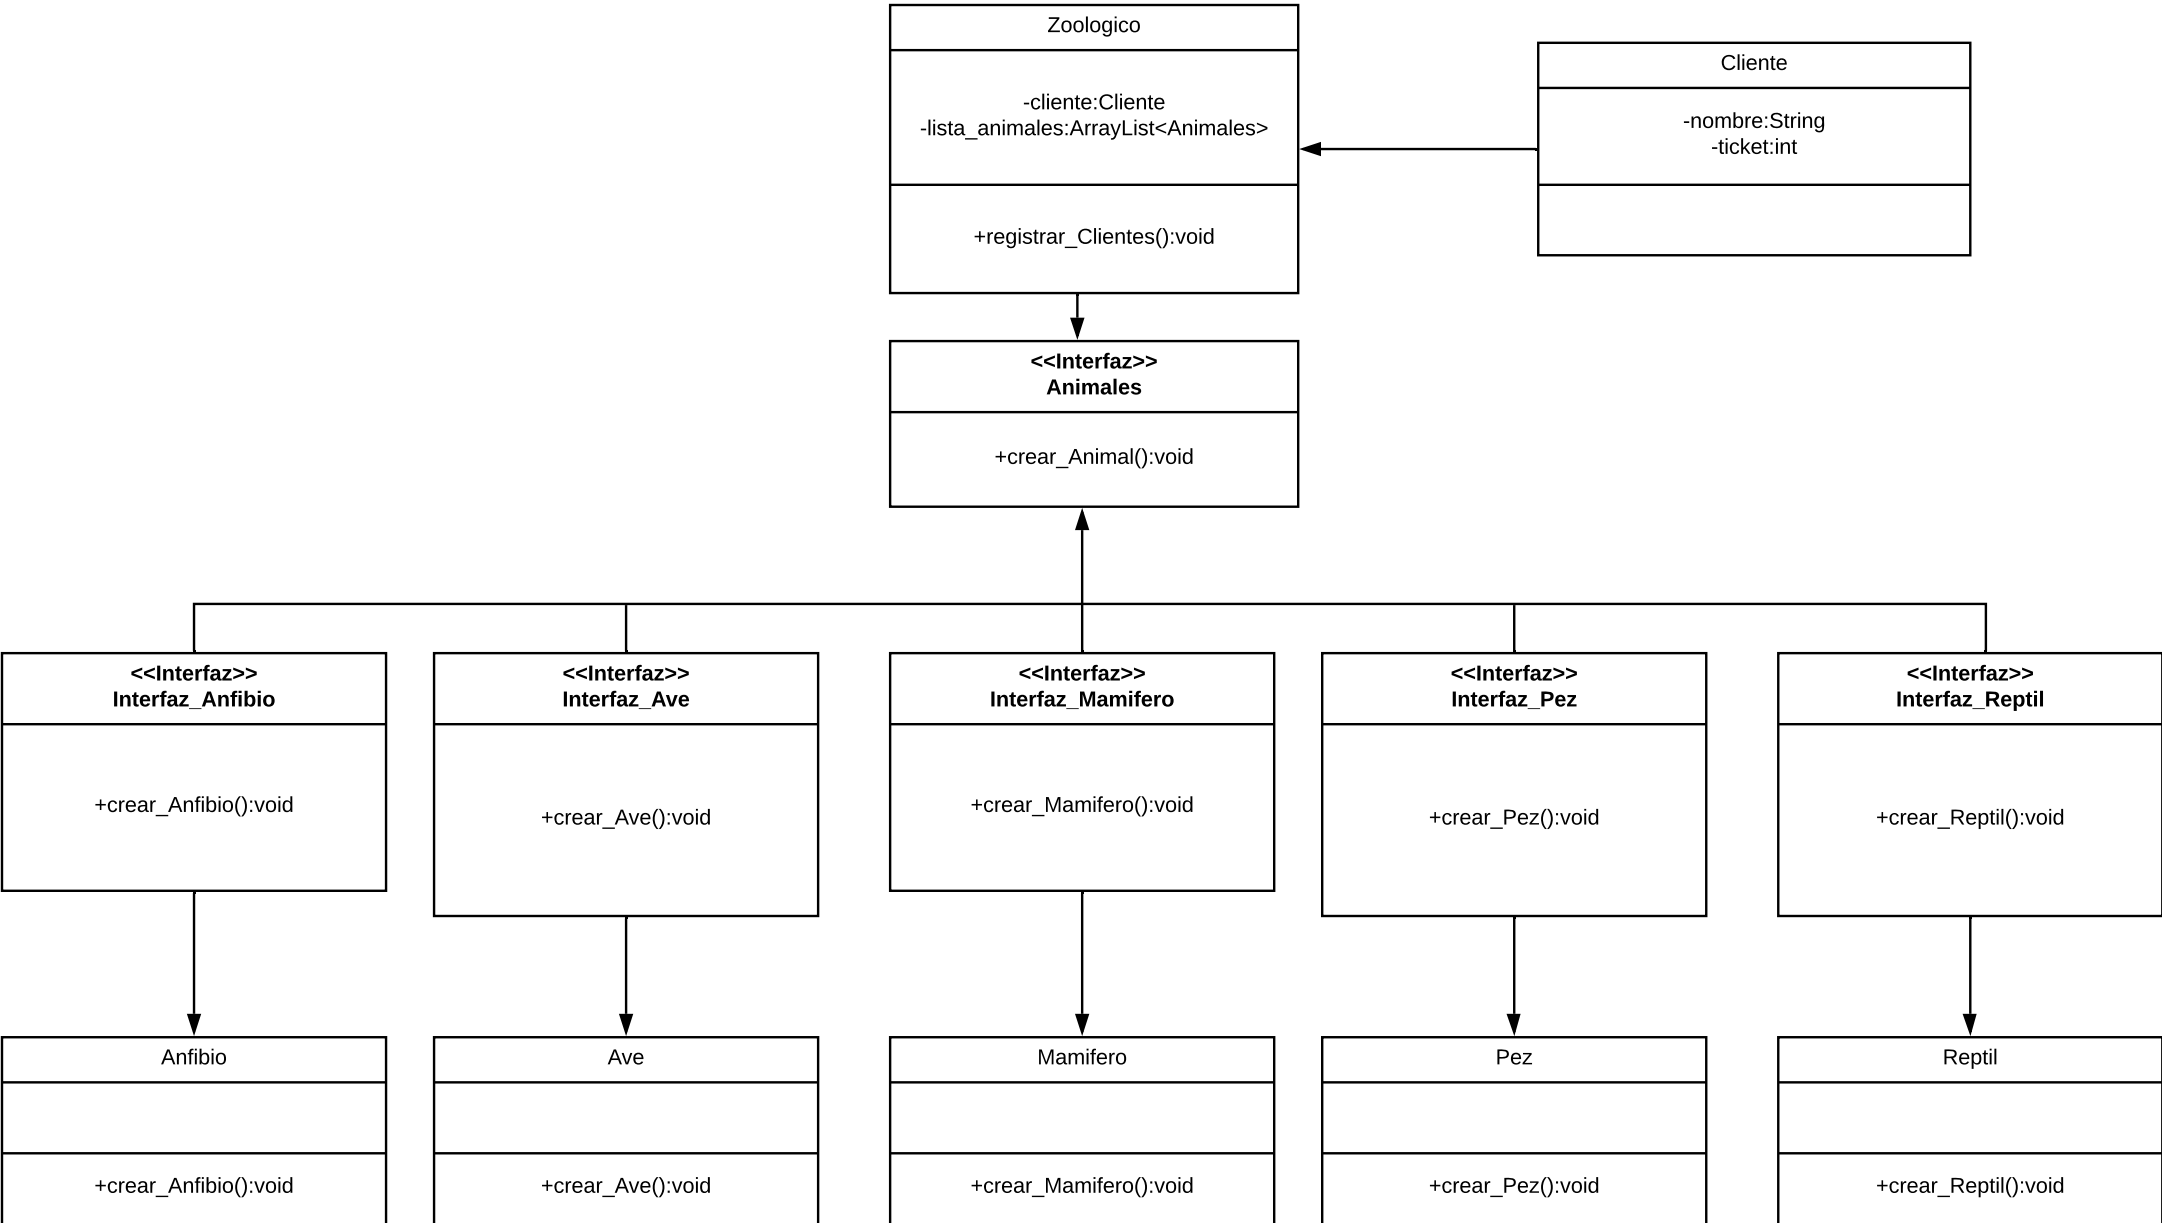 Zoologico
-cliente:Cliente
-lista_animales:ArrayList<Animales>
+registrar_Clientes():void
Cliente
-nombre:String
-ticket:int
<<Interfaz>>
Animales
+crear_Animal():void
<<Interfaz>>
Interfaz_Anfibio
+crear_Anfibio():void
<<Interfaz>>
Interfaz_Ave
+crear_Ave():void
<<Interfaz>>
Interfaz_Mamifero
+crear_Mamifero():void
<<Interfaz>>
Interfaz_Pez
+crear_Pez():void
<<Interfaz>>
Interfaz_Reptil
+crear_Reptil():void
Anfibio
+crear_Anfibio():void
Ave
+crear_Ave():void
Mamifero
+crear_Mamifero():void
Pez
+crear_Pez():void
Reptil
+crear_Reptil():void